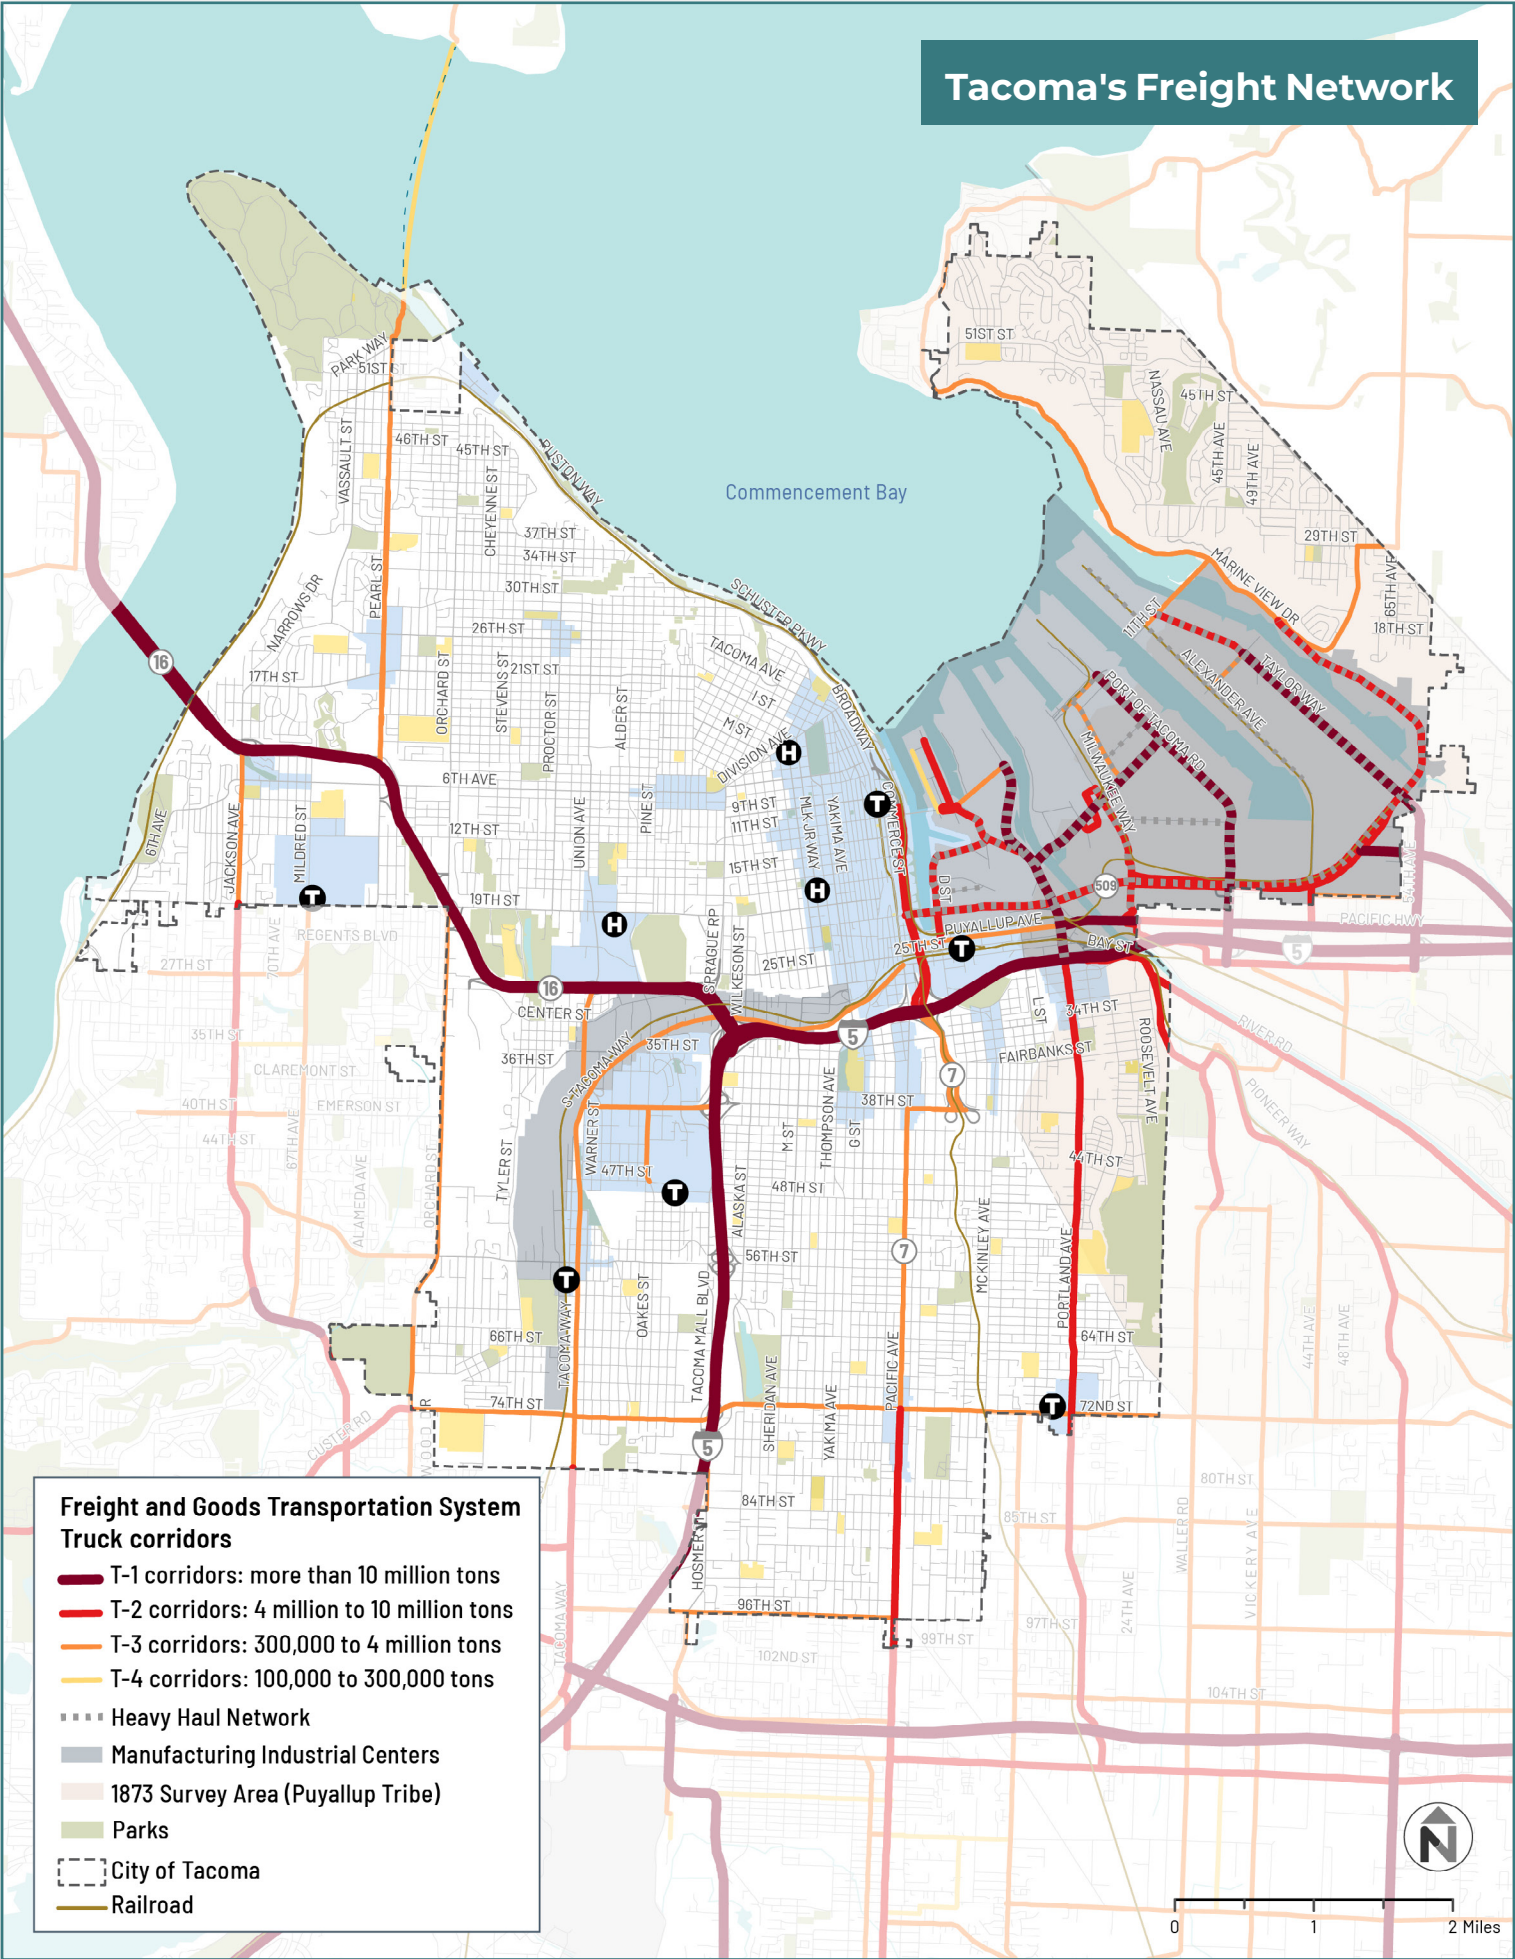 Tacoma's Freight Network
51ST ST
NASSAU AVE
45TH ST
45TH AVE
49TH AVE
29TH ST
65TH AVE
18TH ST
MARINE VIEW DR
PARK WAY
51ST ST
VASSAULT ST
46TH ST
45TH ST
RUSTON WAY
CHEYENNE ST
Commencement Bay
37TH ST
34TH ST
30TH ST
PEARL ST
NARROWS DR
26TH ST
SCHUSTER PKWY
11TH ST
ALEXANDER AVE
TAYLOR WAY
PORT OF TACOMA RD
MILWAUKEE WAY
16
17TH ST
ORCHARD ST
STEVENS ST
21ST ST
PROCTOR ST
ALDER ST
TACOMA AVE
I ST
M ST
DIVISION AVE
BROADWAY
H
6TH AVE
6TH AVE
JACKSON AVE
MILDRED ST
12TH ST
UNION AVE
PINE ST
9TH ST
11TH ST
15TH ST
MLK JR WAY
YAKIMA AVE
T
COMMERCE ST
D ST
509
54TH AVE
T
19TH ST
H
H
SPRAGUE RP
WILKESON ST
25TH ST
25TH ST
PUYALLUP AVE
T
BAY ST
PACIFIC HWY
5
REGENTS BLVD
70TH AVE
27TH ST
16
CENTER ST
35TH ST
36TH ST
S TACOMA WAY
35TH ST
5
L ST
34TH ST
FAIRBANKS ST
ROOSEVELT AVE
RIVER RD
PIONEER WAY
CLAREMONT ST
40TH ST
EMERSON ST
44TH ST
67TH AVE
ALAMEDA AVE
ORCHARD ST
TYLER ST
WARNER ST
47TH ST
T
M ST
THOMPSON AVE
G ST
38TH ST
7
44TH ST
ALASKA ST
48TH ST
56TH ST
7
MCKINLEY AVE
PORTLAND AVE
T
OAKES ST
TACOMA MALL BLVD
66TH ST
TACOMA WAY
64TH ST
44TH AVE
48TH AVE
74TH ST
SHERIDAN AVE
YAKIMA AVE
PACIFIC AVE
T
72ND ST
CUSTER RD
5
84TH ST
HOSMER ST
80TH ST
85TH ST
WALLER RD
VICKERY AVE
24TH AVE
96TH ST
97TH ST
99TH ST
102ND ST
104TH ST
TACOMA WAY
Freight and Goods Transportation System
Truck corridors
T-1 corridors: more than 10 million tons
T-2 corridors: 4 million to 10 million tons
T-3 corridors: 300,000 to 4 million tons
T-4 corridors: 100,000 to 300,000 tons
Heavy Haul Network
Manufacturing Industrial Centers
1873 Survey Area (Puyallup Tribe)
Parks
City of Tacoma
Railroad
N
0 1 2 Miles